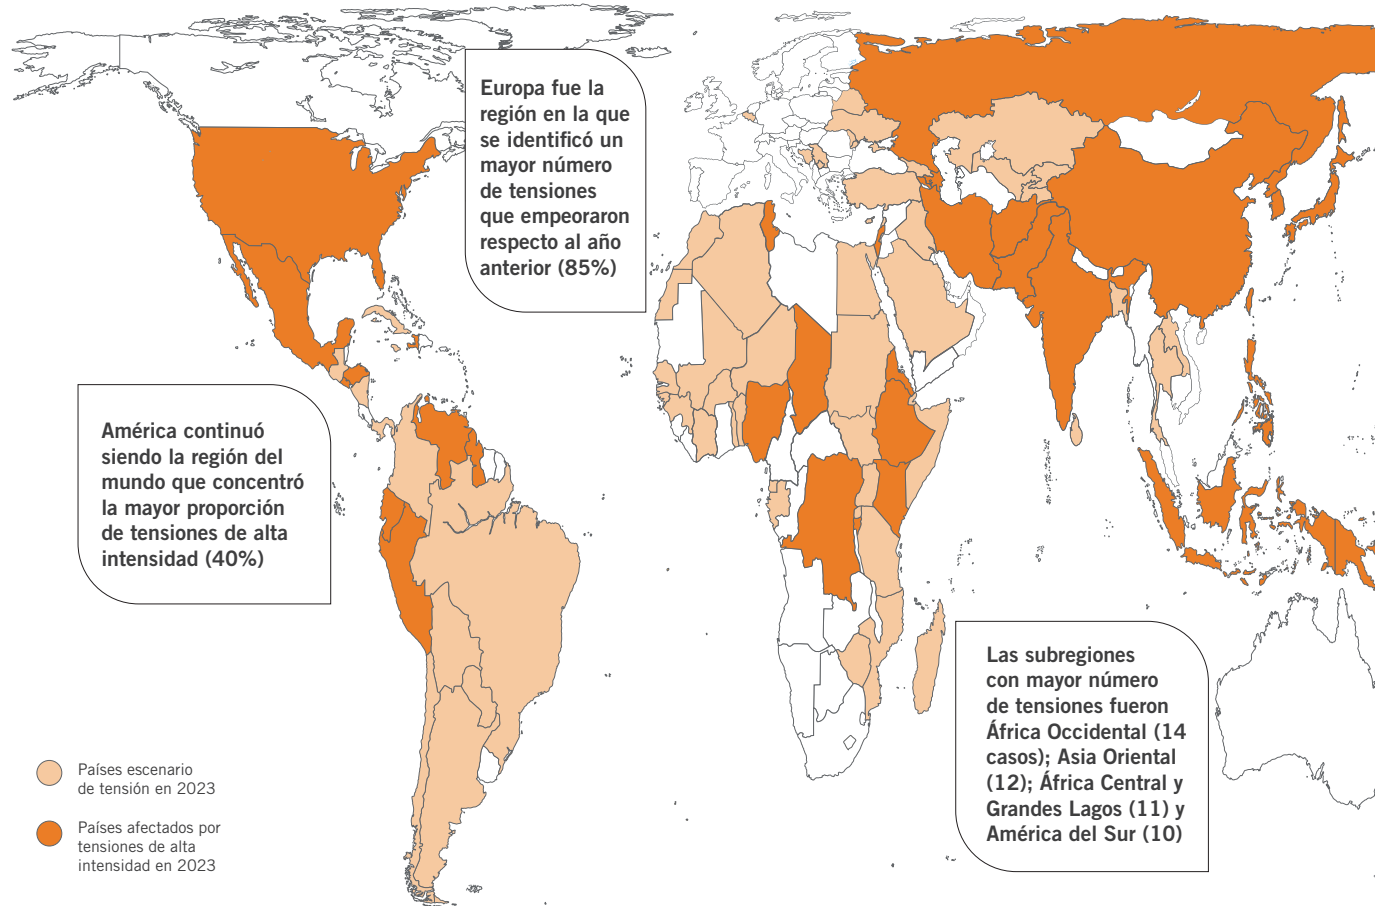 Europa fue la
región en la que
se identificó un
mayor número
de tensiones
que empeoraron
respecto al año
anterior (85%)
América continuó
siendo la región del
mundo que concentró
la mayor proporción
de tensiones de alta
intensidad (40%)
Las subregiones
con mayor número
de tensiones fueron
África Occidental (14
casos); Asia Oriental
(12); África Central y
Grandes Lagos (11) y
América del Sur (10)
Países escenario
de tensión en 2023
Países afectados por
tensiones de alta
intensidad en 2023